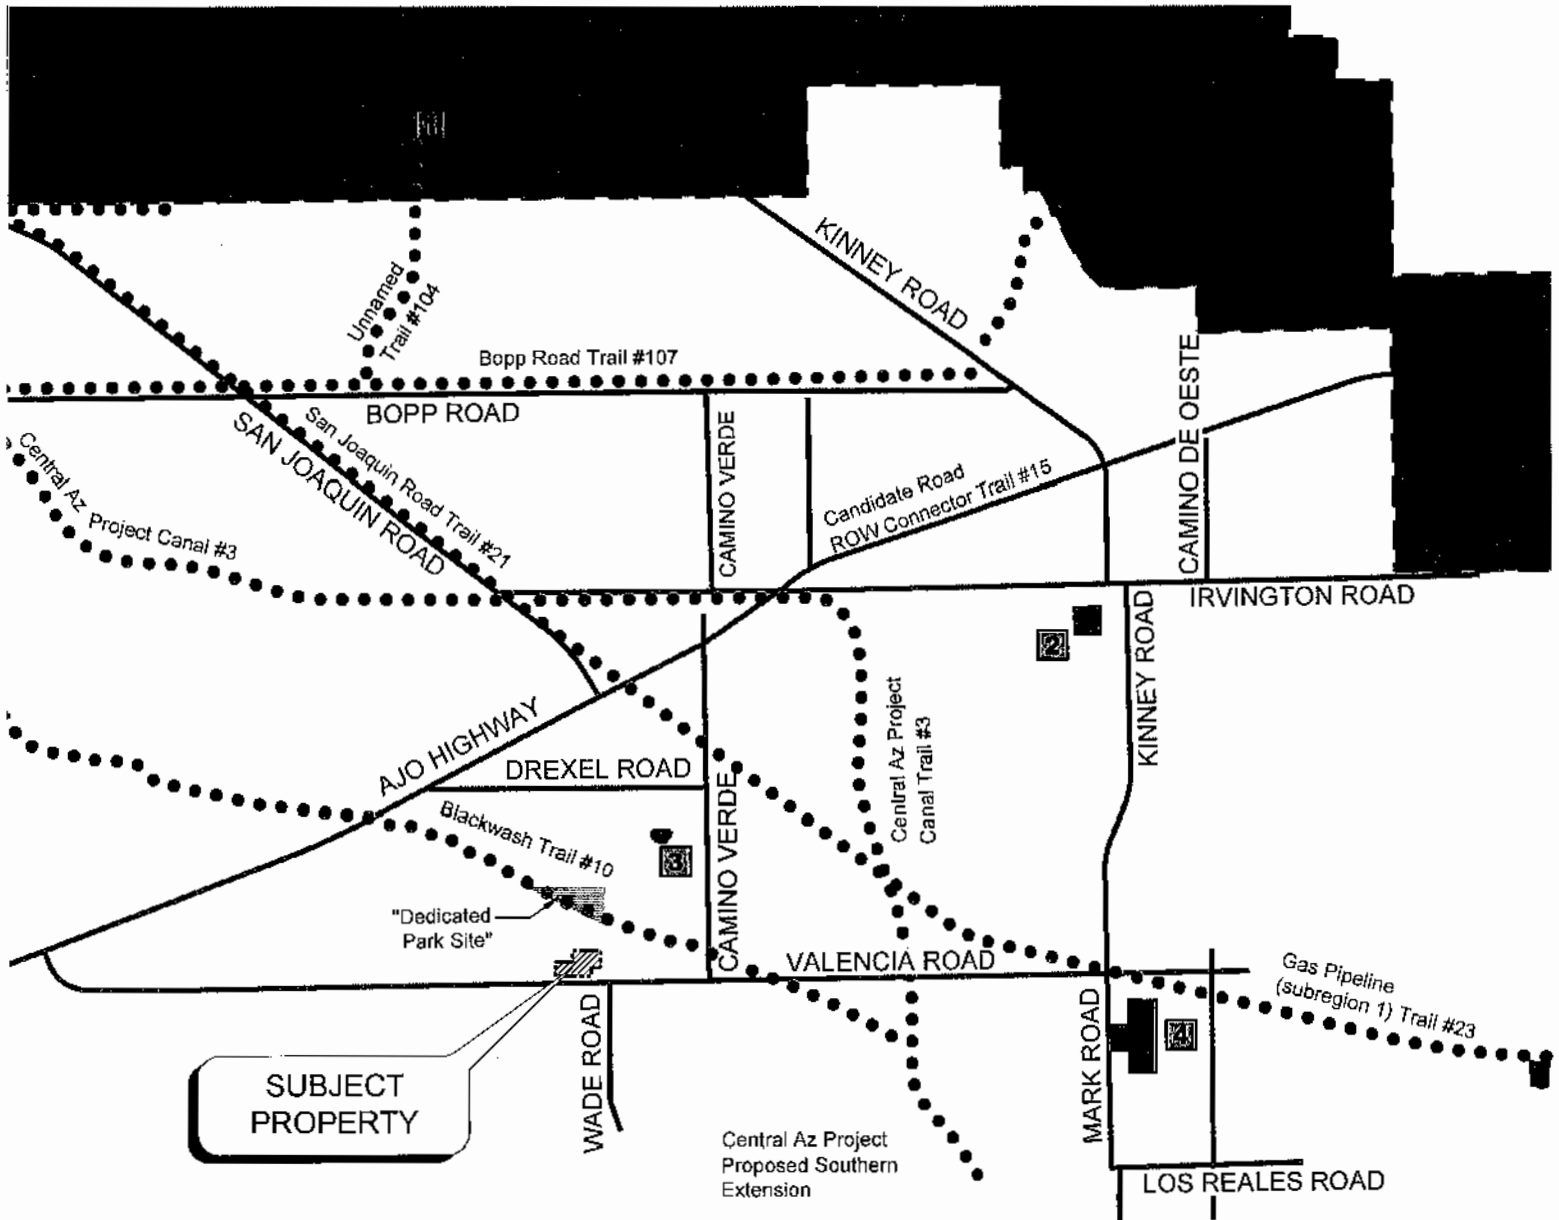 KINNEY ROAD
Unnamed
Trail #104
Bopp Road Trail #107
BOPP ROAD
CAMINO DE OESTE
San Joaquin Road Trail #21
SAN JOAQUIN ROAD
CAMINO VERDE
Candidate Road
ROW Connector Trail #15
Central Az Project Canal #3
IRVINGTON ROAD
2
KINNEY ROAD
Central Az Project
Canal Trail #3
AJO HIGHWAY
DREXEL ROAD
CAMINO VERDE
Blackwash Trail #10
3
"Dedicated
Park Site"
VALENCIA ROAD
Gas Pipeline
(subregion 1) Trail #23
MARK ROAD
4
WADE ROAD
SUBJECT
PROPERTY
Central Az Project
Proposed Southern
Extension
LOS REALES ROAD